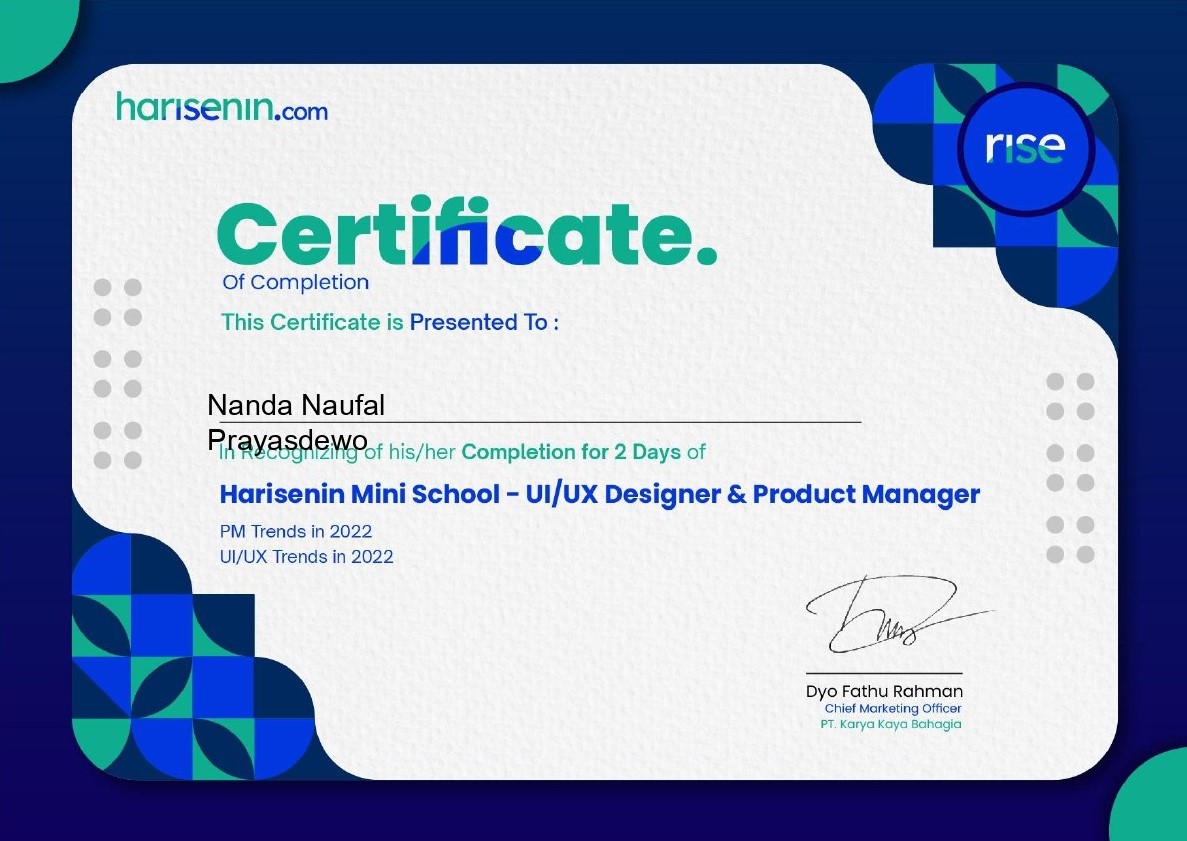 harisenin.com
rise
Certificate.
Of Completion
This Certificate is Presented To :
Nanda Naufal
Prayasdewo
In Recognizing of his/her Completion for 2 Days of
Harisenin Mini School - UI/UX Designer & Product Manager
PM Trends in 2022
UI/UX Trends in 2022
Dyo Fathu Rahman
Chief Marketing Officer
PT. Karya Kaya Bahagia